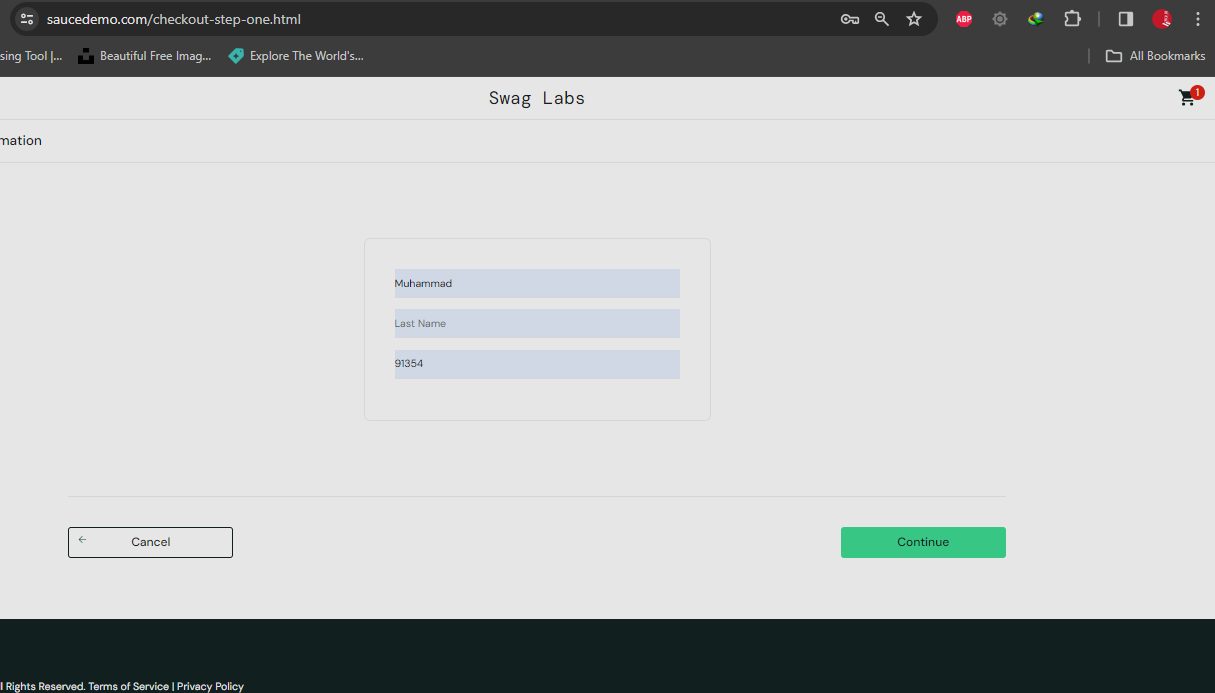 saucedemo.com/checkout-step-one.html
ABP
sing Tool |... Beautiful Free Imag... Explore The World's... All Bookmarks
Swag Labs
1
mation
Muhammad
Last Name
91354
Cancel
Continue
l Rights Reserved. Terms of Service | Privacy Policy